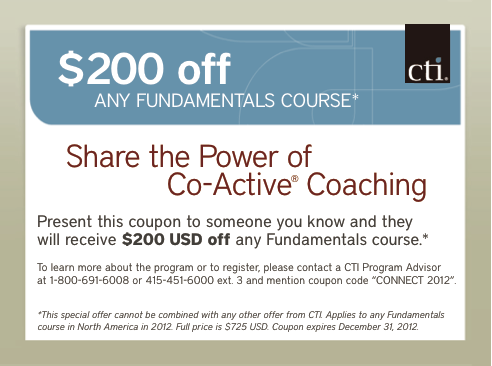 $200 off
cti®
ANY FUNDAMENTALS COURSE*
Share the Power of
Co-Active® Coaching
Present this coupon to someone you know and they
will receive $200 USD off any Fundamentals course.*
To learn more about the program or to register, please contact a CTI Program Advisor
at 1-800-691-6008 or 415-451-6000 ext. 3 and mention coupon code “CONNECT 2012”.
*This special offer cannot be combined with any other offer from CTI. Applies to any Fundamentals
course in North America in 2012. Full price is $725 USD. Coupon expires December 31, 2012.